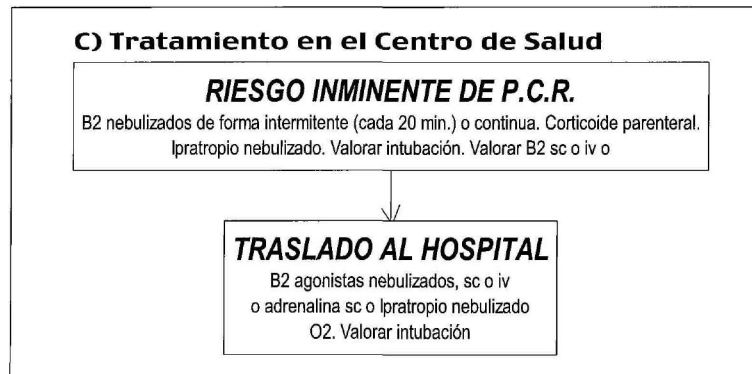 C) Tratamiento en el Centro de Salud
RIESGO INMINENTE DE P.C.R.
B2 nebulizados de forma intermitente (cada 20 min.) o continua. Corticoide parenteral.
Ipratropio nebulizado. Valorar intubación. Valorar B2 sc o iv o
TRASLADO AL HOSPITAL
B2 agonistas nebulizados, sc o iv
o adrenalina sc o Ipratropio nebulizado
O2. Valorar intubación